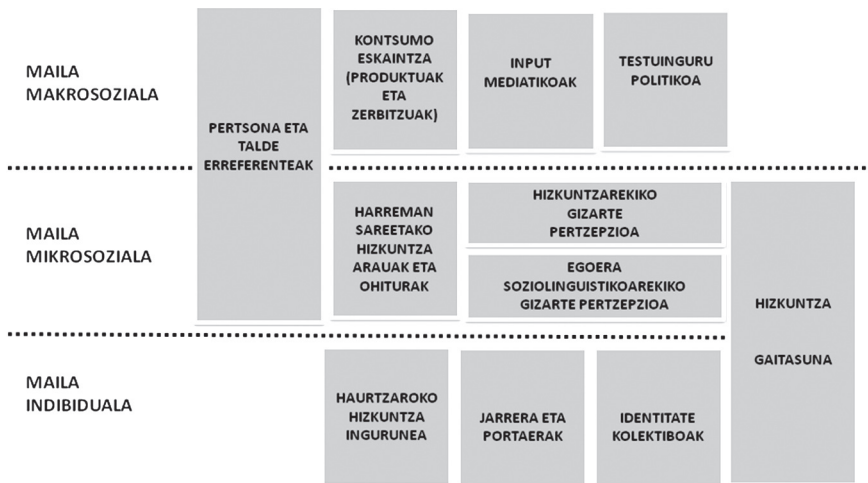 MAILA
MAKROSOZIALA
PERTSONA ETA
TALDE
ERREFERENTEAK
KONTSUMO
ESKAINTZA
(PRODUKTUAK
ETA
ZERBITZUAK)
INPUT
MEDIATIKOAK
TESTUINGURU
POLITIKOA
MAILA
MIKROSOZIALA
HARREMAN
SAREETAKO
HIZKUNTZA
ARAUAK ETA
OHITURAK
HIZKUNTZAREKIKO
GIZARTE
PERTZEPZIOA
EGOERA
SOZIOLINGUISTIKOAREKIKO
GIZARTE PERTZEPZIOA
HIZKUNTZA
GAITASUNA
MAILA
INDIBIDUALA
HAURTZAROKO
HIZKUNTZA
INGURUNEA
JARRERA ETA
PORTAERAK
IDENTITATE
KOLEKTIBOAK